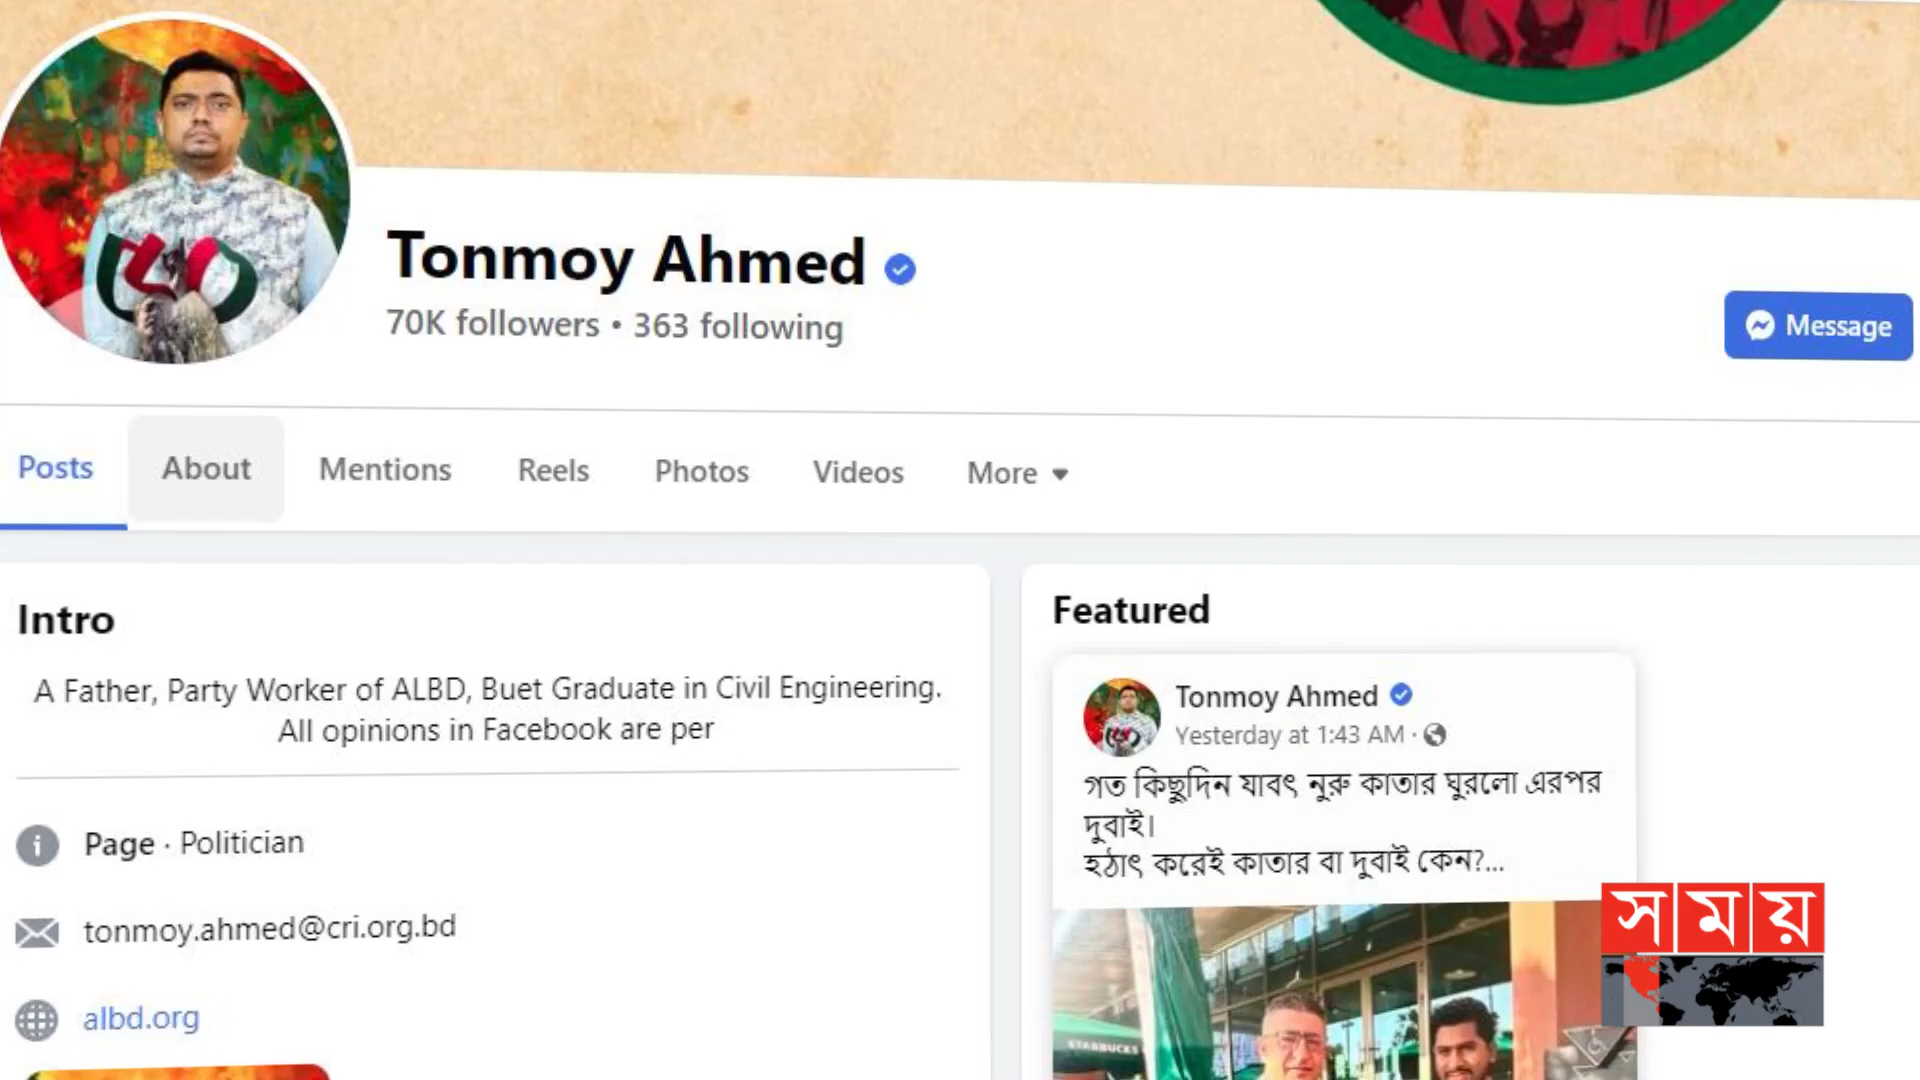 Tonmoy Ahmed
70K followers • 363 following
Message
Posts About Mentions Reels Photos Videos More
Intro
A Father, Party Worker of ALBD, Buet Graduate in Civil Engineering.
All opinions in Facebook are per
Page · Politician
tonmoy.ahmed@cri.org.bd
albd.org
Featured
Tonmoy Ahmed
Yesterday at 1:43 AM ·
গত কিছুদিন যাবৎ নুরু কাতার ঘুরলো এরপর
দুবাই।
হঠাৎ করেই কাতার বা দুবাই কেন?...
STARBUCKS
সময়